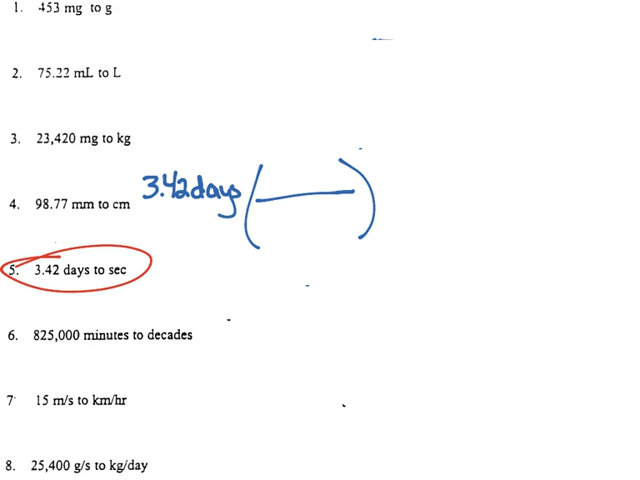 1. 453 mg to g
2. 75.22 mL to L
3. 23,420 mg to kg
3.42 days
4. 98.77 mm to cm
5. 3.42 days to sec
6. 825,000 minutes to decades
7 15 m/s to km/hr
8. 25,400 g/s to kg/day